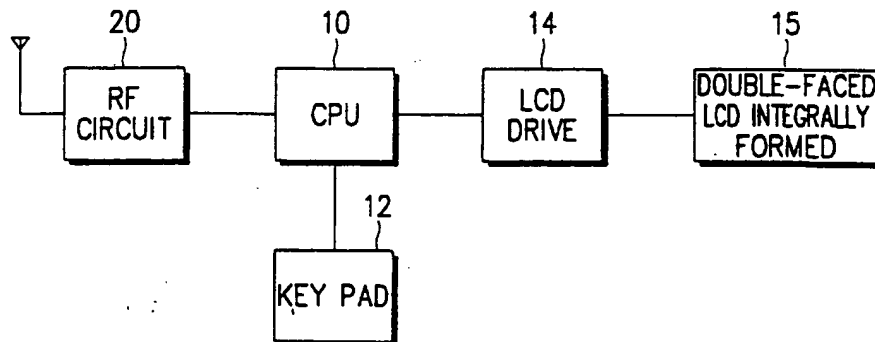 20
10
14
15
RF
CIRCUIT
CPU
LCD
DRIVE
DOUBLE-FACED
LCD INTEGRALLY
FORMED
12
KEY PAD